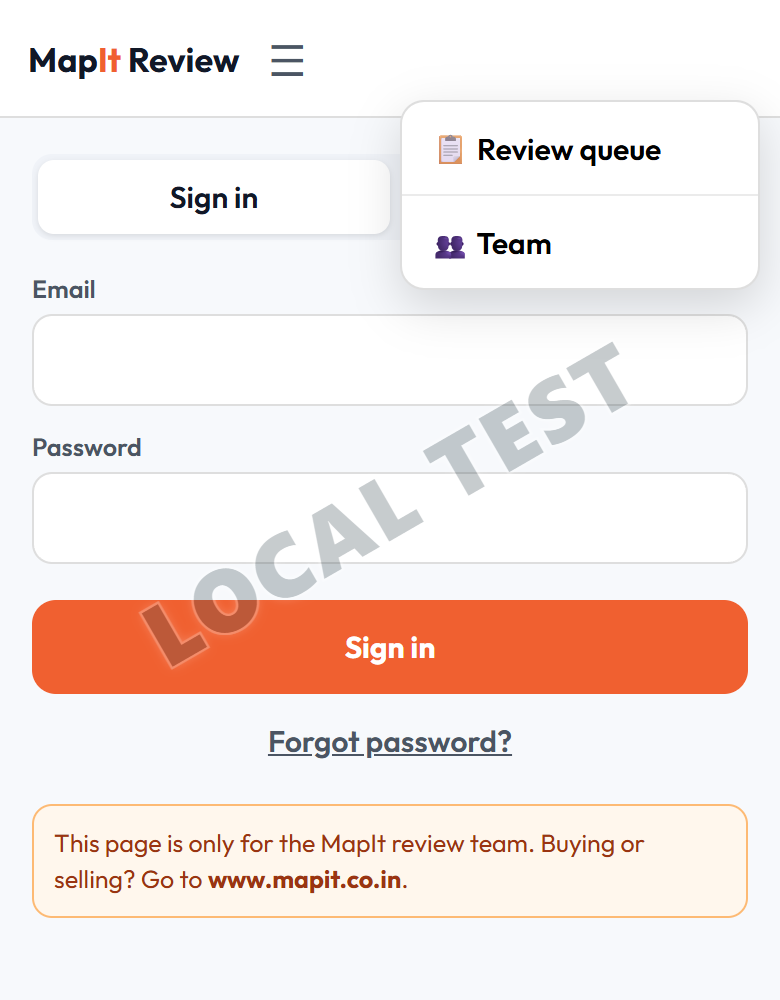 MapIt Review
Review queue
Team
Sign in
Email
Password
LOCAL TEST
Sign in
Forgot password?
This page is only for the MapIt review team. Buying or
selling? Go to www.mapit.co.in.